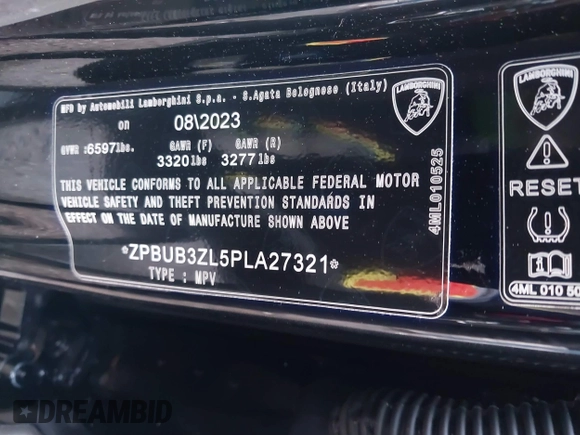 MFD by Automobili Lamborghini S.p.a. - S.Agata Bolognese (Italy)
on 08\2023
GVWR :6597lbs. GAWR (F) GAWR (R)
3320lbs 3277lbs
THIS VEHICLE CONFORMS TO ALL APPLICABLE FEDERAL MOTOR
VEHICLE SAFETY AND THEFT PREVENTION STANDARDS IN
EFFECT ON THE DATE OF MANUFACTURE SHOWN ABOVE
*ZPBUB3ZL5PLA27321*
TYPE : MPV
LAMBORGHINI
4ML010525
LAMBORGHINI
RESET
1
4ML 010 50
DREAMBID